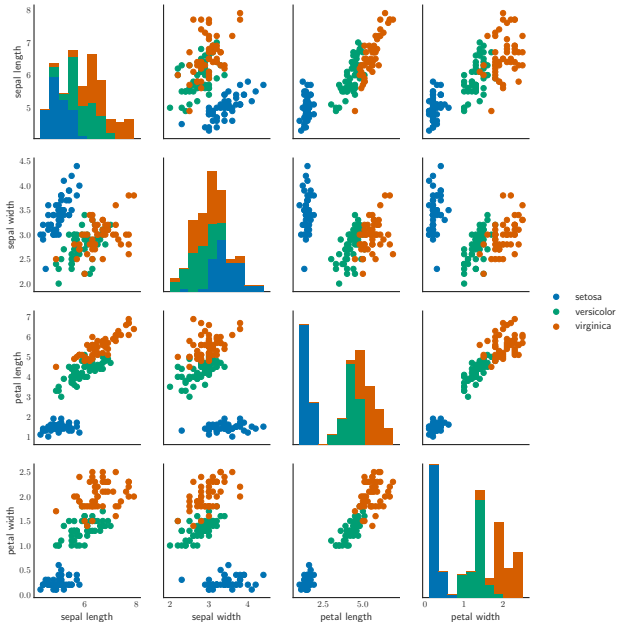 8
7
6
5
sepal length
4.5
4.0
3.5
3.0
2.5
2.0
sepal width
setosa
versicolor
virginica
7
6
5
4
3
2
1
petal length
2.5
2.0
1.5
1.0
0.5
0.0
petal width
6 8
sepal length
2 3 4
sepal width
2.5 5.0
petal length
0 1 2
petal width